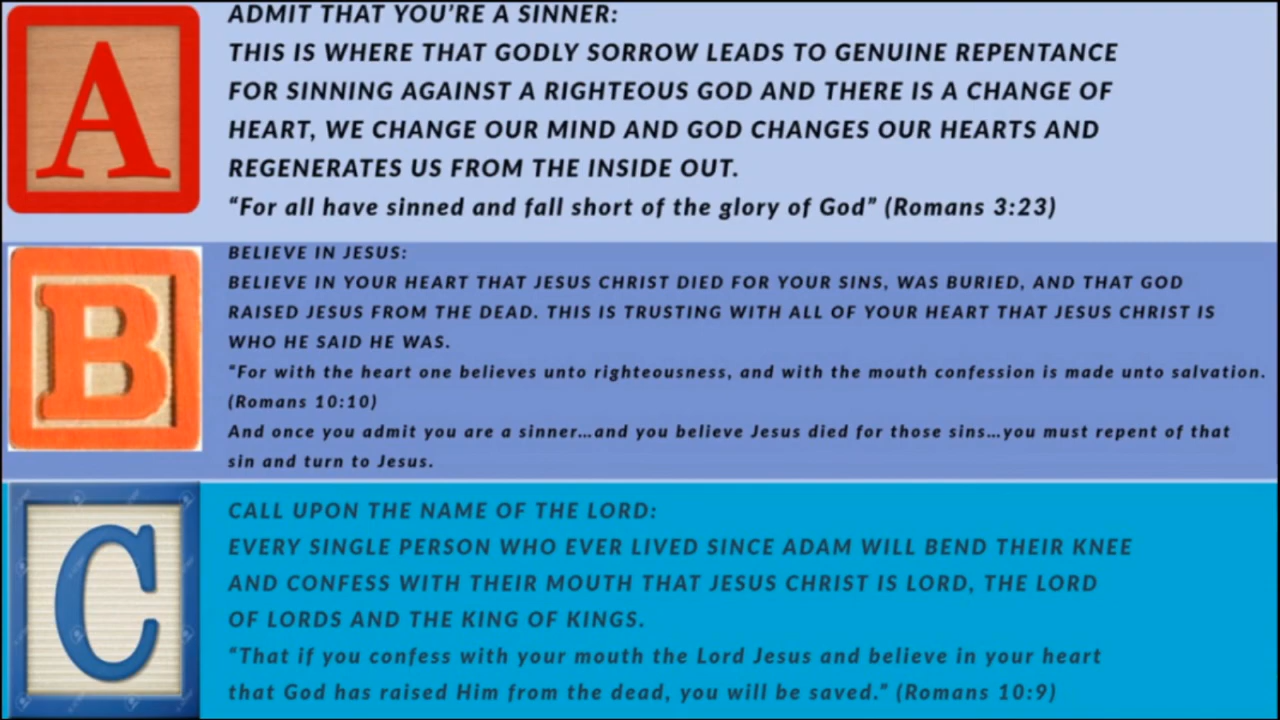 A
ADMIT THAT YOU'RE A SINNER:
THIS IS WHERE THAT GODLY SORROW LEADS TO GENUINE REPENTANCE
FOR SINNING AGAINST A RIGHTEOUS GOD AND THERE IS A CHANGE OF
HEART, WE CHANGE OUR MIND AND GOD CHANGES OUR HEARTS AND
REGENERATES US FROM THE INSIDE OUT.
“For all have sinned and fall short of the glory of God” (Romans 3:23)
B
BELIEVE IN JESUS:
BELIEVE IN YOUR HEART THAT JESUS CHRIST DIED FOR YOUR SINS, WAS BURIED, AND THAT GOD
RAISED JESUS FROM THE DEAD. THIS IS TRUSTING WITH ALL OF YOUR HEART THAT JESUS CHRIST IS
WHO HE SAID HE WAS.
“For with the heart one believes unto righteousness, and with the mouth confession is made unto salvation.
(Romans 10:10)
And once you admit you are a sinner…and you believe Jesus died for those sins…you must repent of that
sin and turn to Jesus.
C
CALL UPON THE NAME OF THE LORD:
EVERY SINGLE PERSON WHO EVER LIVED SINCE ADAM WILL BEND THEIR KNEE
AND CONFESS WITH THEIR MOUTH THAT JESUS CHRIST IS LORD, THE LORD
OF LORDS AND THE KING OF KINGS.
“That if you confess with your mouth the Lord Jesus and believe in your heart
that God has raised Him from the dead, you will be saved.” (Romans 10:9)